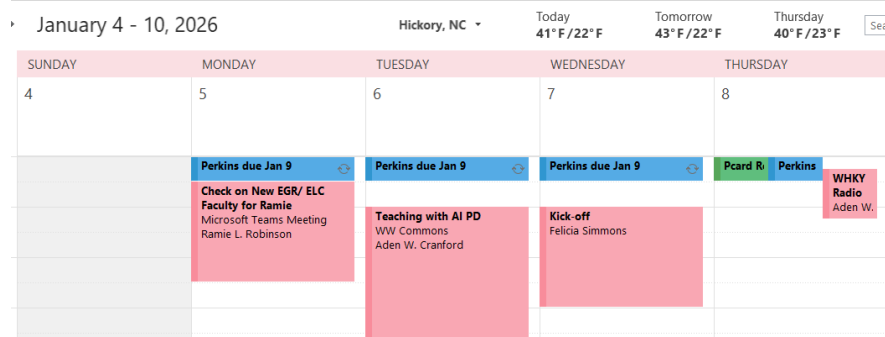 January 4 - 10, 2026
Hickory, NC
Today
41°F/22°F
Tomorrow
43°F/22°F
Thursday
40°F/23°F
Sea
SUNDAY
MONDAY
TUESDAY
WEDNESDAY
THURSDAY
4
5
6
7
8
Perkins due Jan 9
Check on New EGR/ ELC
Faculty for Ramie
Microsoft Teams Meeting
Ramie L. Robinson
Perkins due Jan 9
Teaching with AI PD
WW Commons
Aden W. Cranford
Perkins due Jan 9
Kick-off
Felicia Simmons
Pcard
Perkins
WHKY
Radio
Aden W.